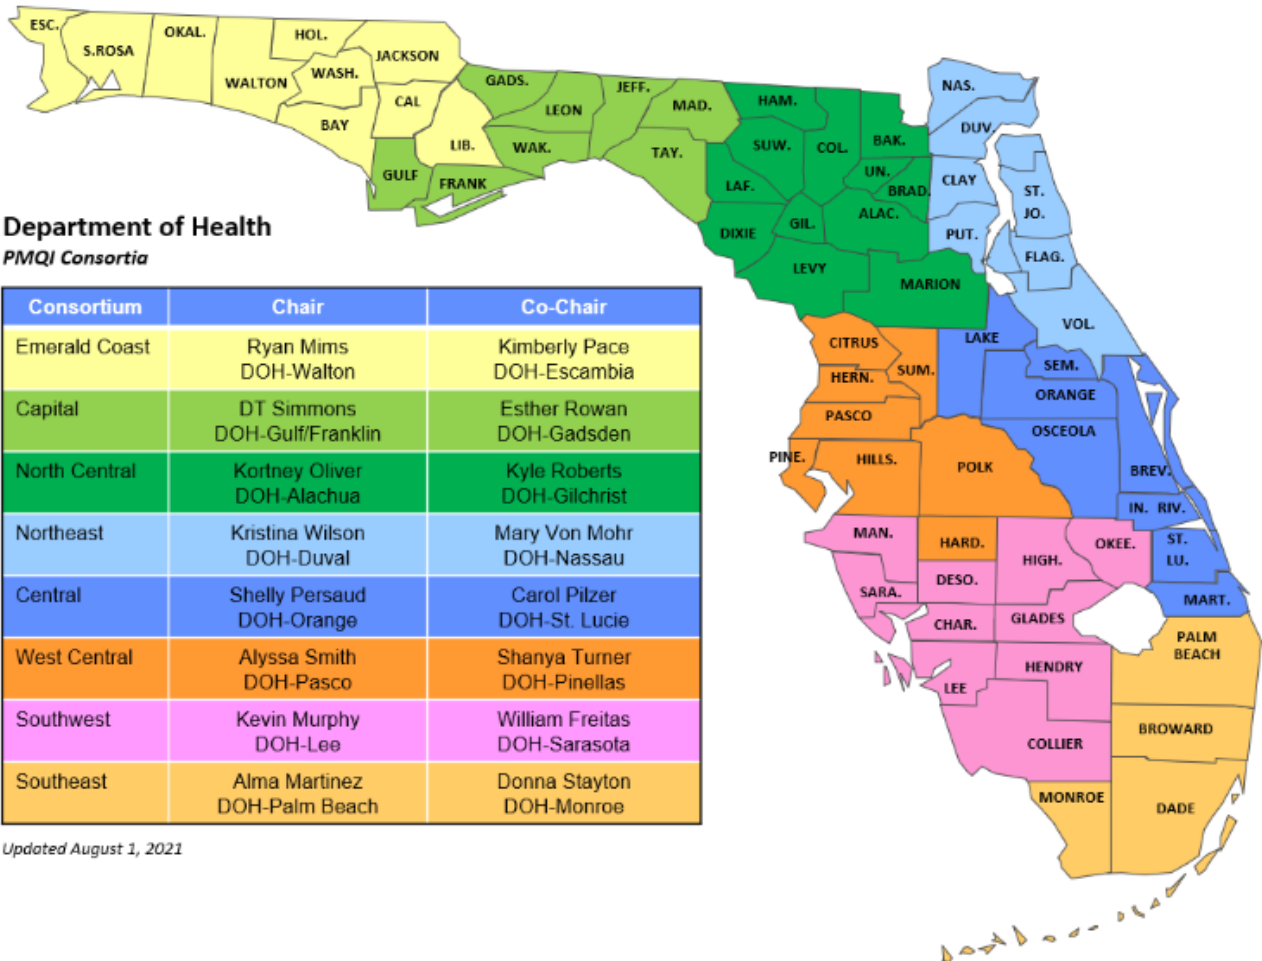 ESC.
S.ROSA
OKAL.
WALTON
HOL.
WASH.
JACKSON
BAY
CAL
LIB.
GULF
FRANK
GADS.
LEON
WAK.
JEFF.
MAD.
TAY.
HAM.
SUW.
COL.
BAK.
LAF.
UN.
BRAD.
DIXIE
GIL.
ALAC.
LEVY
MARION
NAS.
DUV.
CLAY
ST.
JO.
PUT.
FLAG.
VOL.
Department of Health
PMQI Consortia
Consortium Chair Co-Chair
Emerald Coast Ryan Mims Kimberly Pace
DOH-Walton DOH-Escambia
Capital DT Simmons Esther Rowan
DOH-Gulf/Franklin DOH-Gadsden
North Central Kortney Oliver Kyle Roberts
DOH-Alachua DOH-Gilchrist
Northeast Kristina Wilson Mary Von Mohr
DOH-Duval DOH-Nassau
Central Shelly Persaud Carol Pilzer
DOH-Orange DOH-St. Lucie
West Central Alyssa Smith Shanya Turner
DOH-Pasco DOH-Pinellas
Southwest Kevin Murphy William Freitas
DOH-Lee DOH-Sarasota
Southeast Alma Martinez Donna Stayton
DOH-Palm Beach DOH-Monroe
Updated August 1, 2021
CITRUS
LAKE
HERN.
SUM.
SEM.
ORANGE
PASCO
OSCEOLA
PINE.
HILLS.
POLK
BREV.
IN. RIV.
MAN.
HARD.
HIGH.
OKEE.
ST.
LU.
SARA.
DESO.
MART.
CHAR.
GLADES
PALM
BEACH
LEE
HENDRY
COLLIER
BROWARD
MONROE
DADE